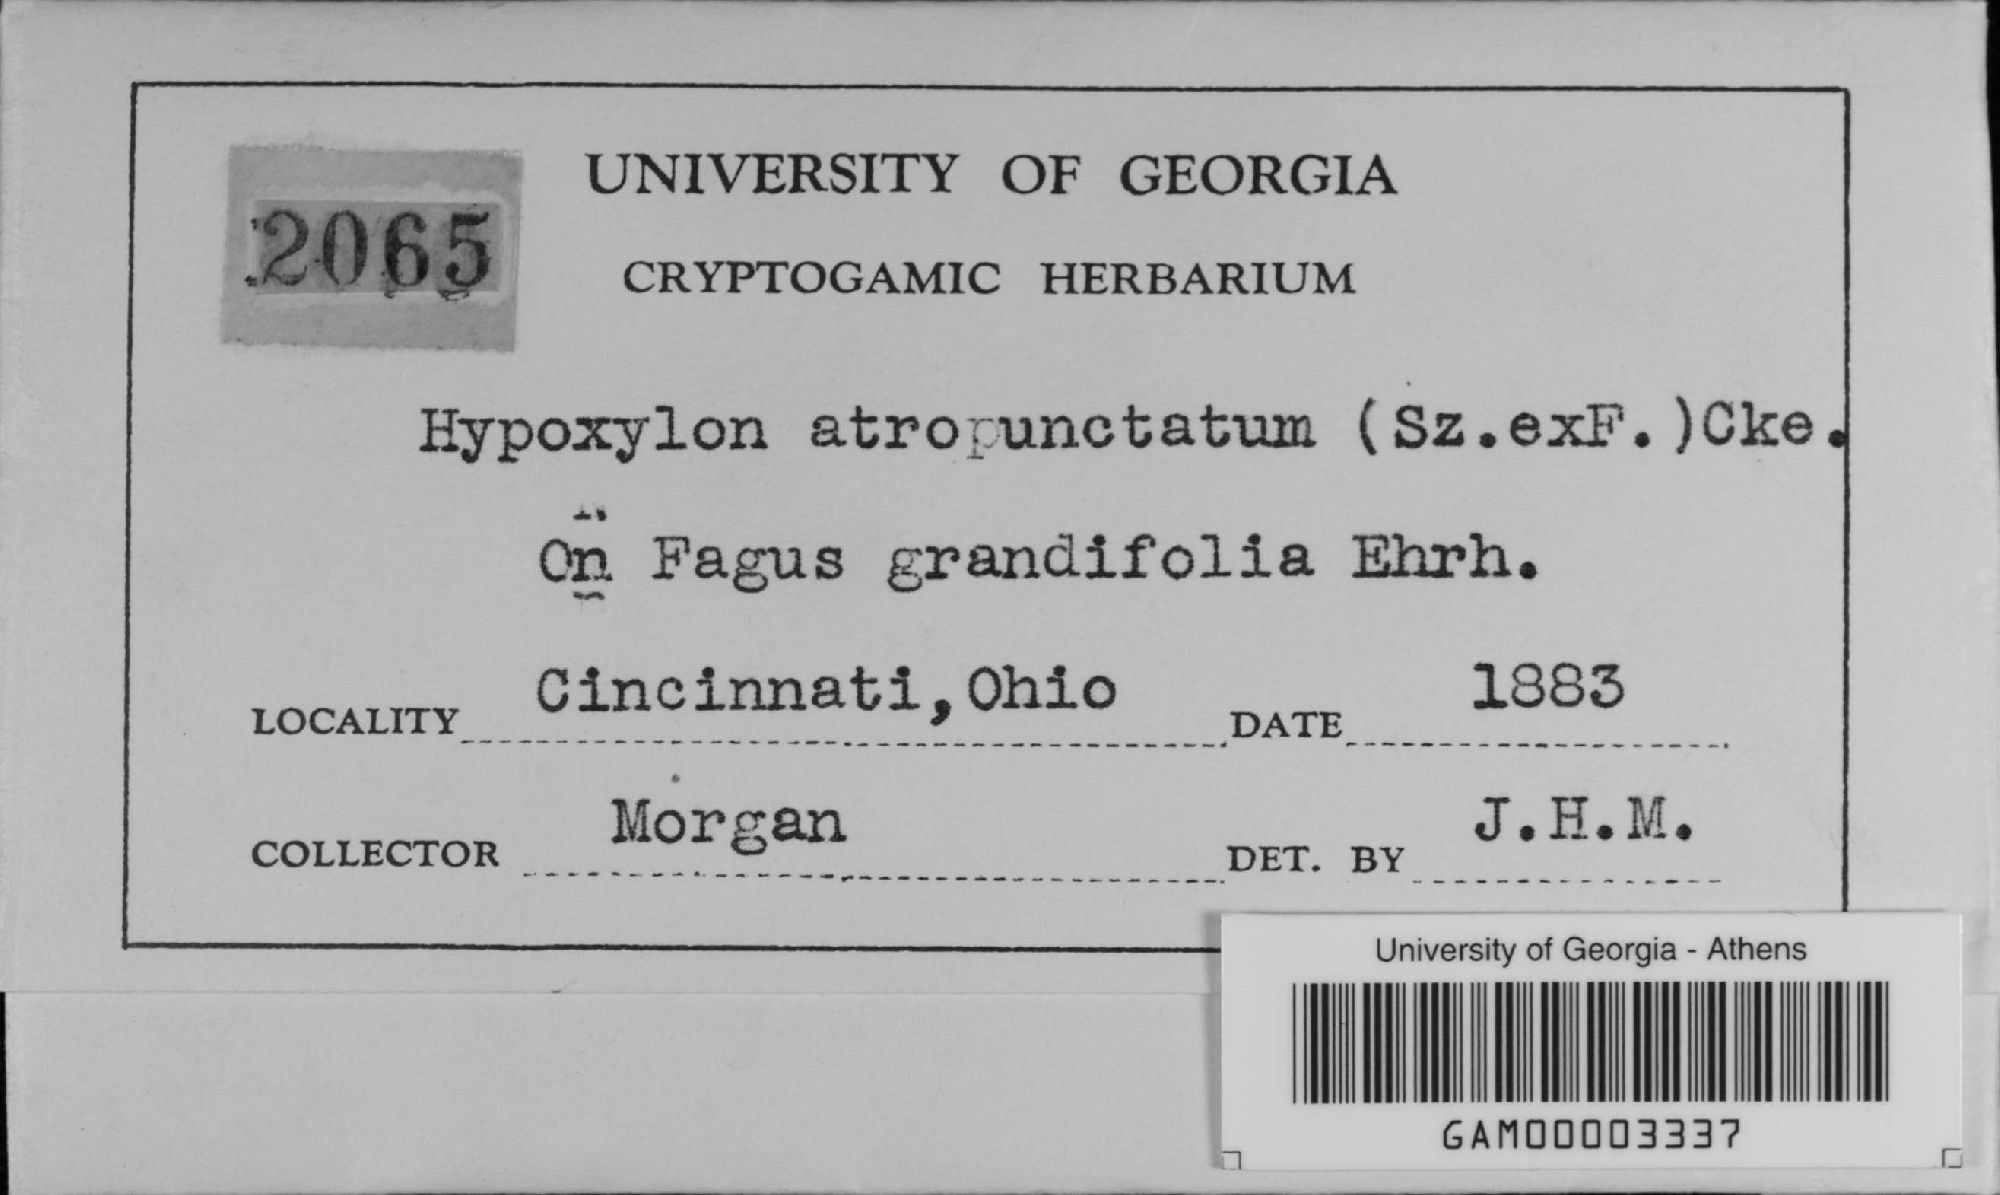 2065
UNIVERSITY OF GEORGIA
CRYPTOGAMIC HERBARIUM
Hypoxylon atropunctatum (Sz.exF.)Cke.
On Fagus grandifolia Ehrh.
LOCALITY Cincinnati,Ohio DATE 1883
COLLECTOR Morgan DET. BY J.H.M.
University of Georgia - Athens
GAM00003337